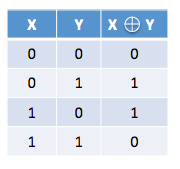 X Y X ⊕ Y
0 0 0
0 1 1
1 0 1
1 1 0